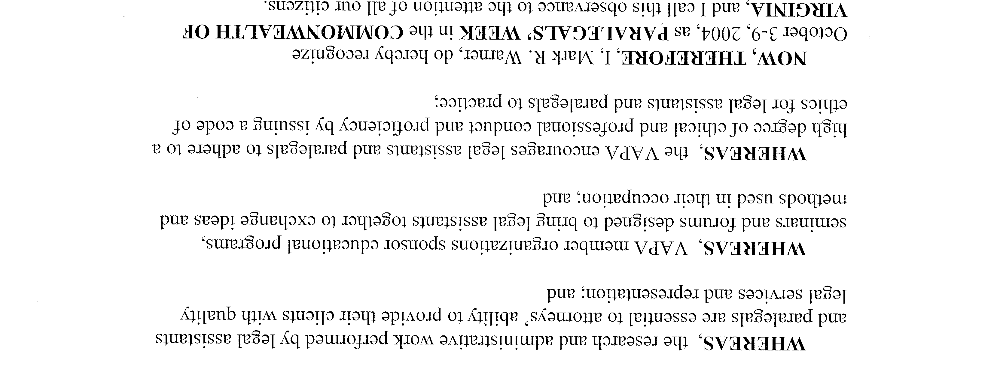 WHEREAS, the research and administrative work performed by legal assistants
and paralegals are essential to attorneys' ability to provide their clients with quality
legal services and representation; and
WHEREAS, VAPA member organizations sponsor educational programs,
seminars and forums designed to bring legal assistants together to exchange ideas and
methods used in their occupation; and
WHEREAS, the VAPA encourages legal assistants and paralegals to adhere to a
high degree of ethical and professional conduct and proficiency by issuing a code of
ethics for legal assistants and paralegals to practice;
NOW, THEREFORE, I, Mark R. Warner, do hereby recognize
October 3-9, 2004, as PARALEGALS' WEEK in the COMMONWEALTH OF
VIRGINIA, and I call this observance to the attention of all our citizens.